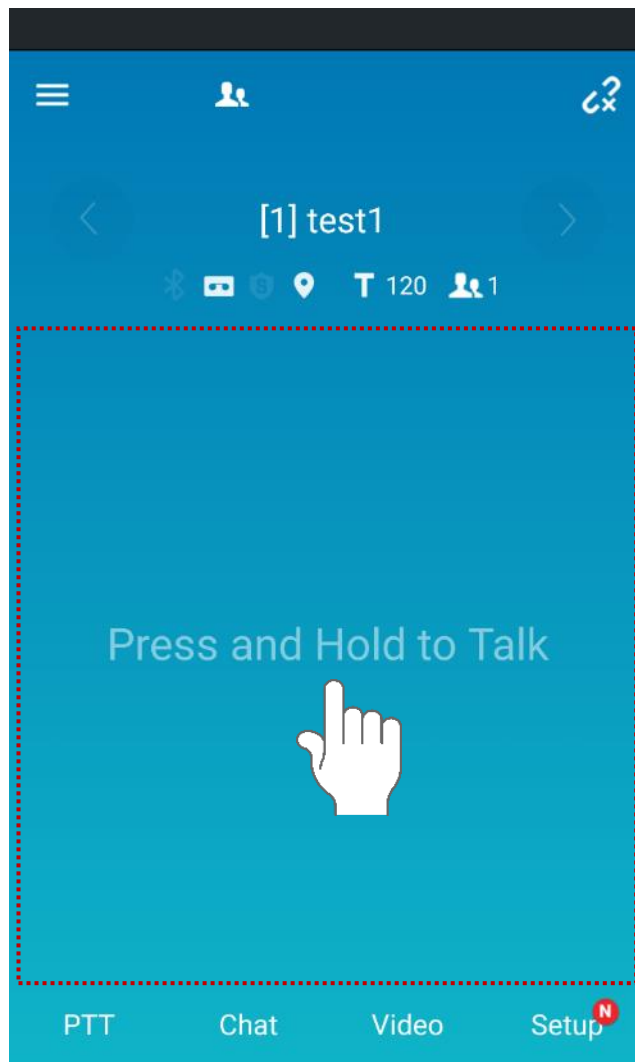 [1] test1
S T 120 1
Press and Hold to Talk
PTT Chat Video Setup N